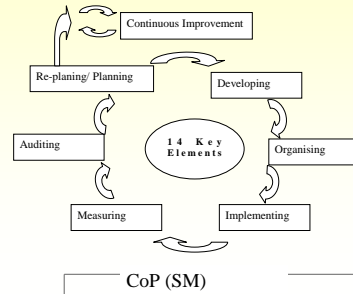 Continuous Improvement
Re-planing/ Planning
Developing
Auditing
14 Key
Elements
Organising
Measuring
Implementing
CoP (SM)